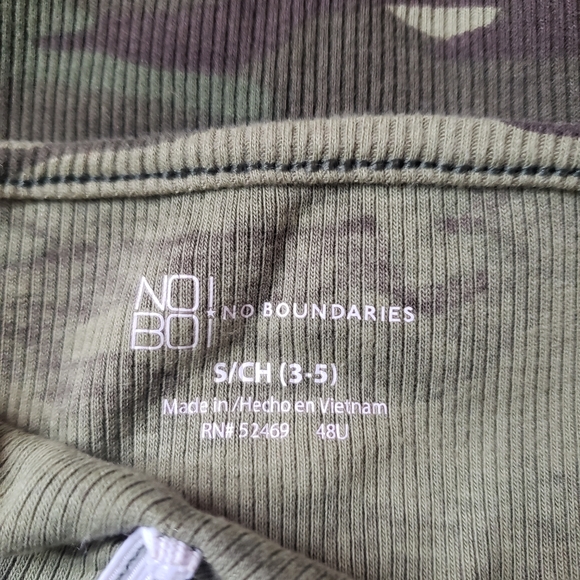 NO!
BO!
NO BOUNDARIES
S/CH (3-5)
Made in /Hecho en Vietnam
RN# 52469 48U